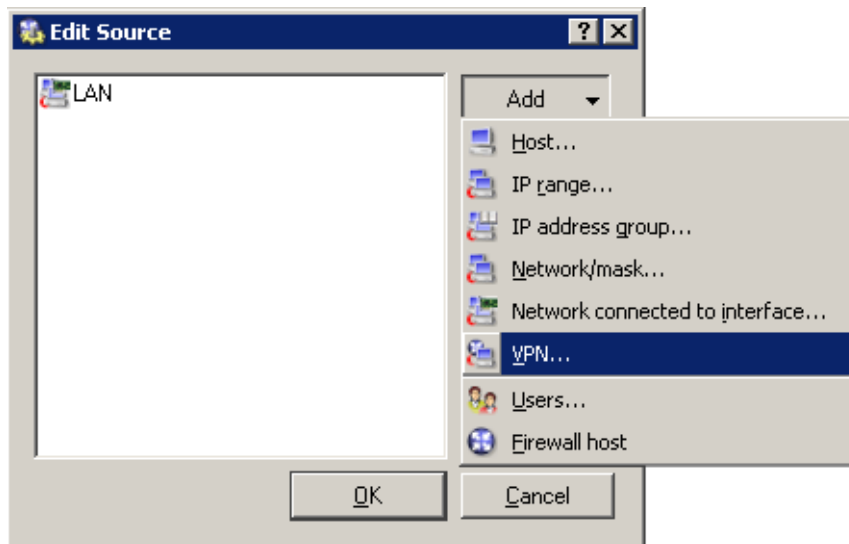 Edit Source
LAN
Add
Host...
IP range...
IP address group...
Network/mask...
Network connected to interface...
VPN...
Users...
Firewall host
OK
Cancel